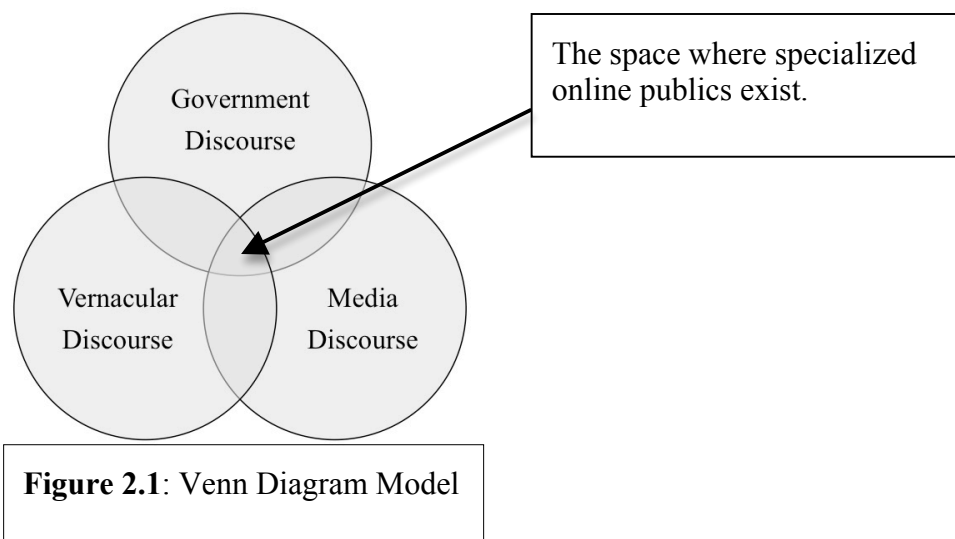 The space where specialized
online publics exist.
Government
Discourse
Vernacular
Discourse
Media
Discourse
Figure 2.1: Venn Diagram Model